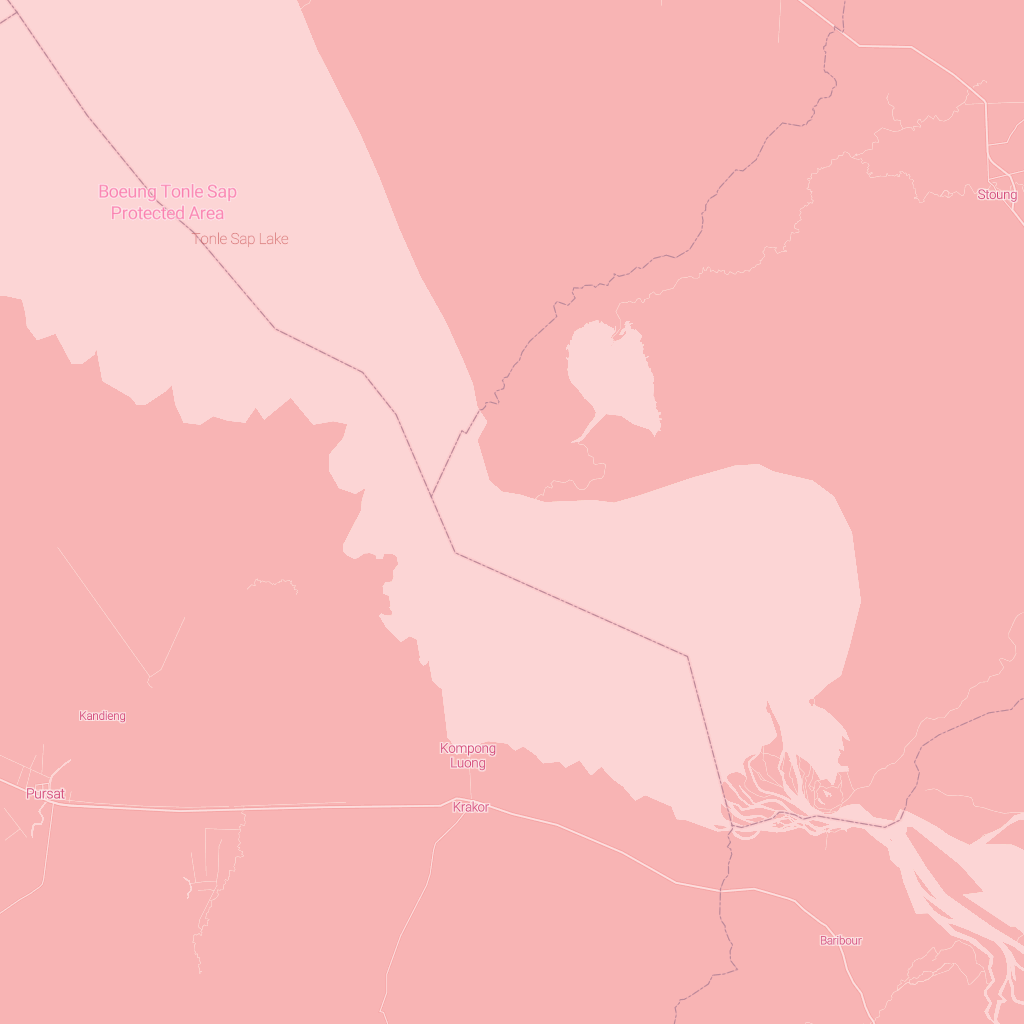 Boeung Tonle Sap
Protected Area
Tonle Sap Lake
Stoung
Kandieng
Kompong
Luong
Pursat
Krakor
Baribour